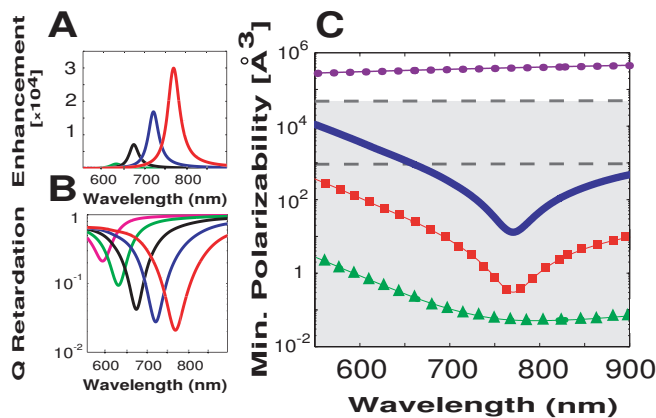 A
Enhancement
[×10⁴]
3
2
1
600 700 800
Wavelength (nm)
B
Q Retardation
1
10⁻¹
10⁻²
600 700 800
Wavelength (nm)
C
Min. Polarizability [Å³]
10⁶
10⁴
10²
1
10⁻²
600 700 800 900
Wavelength (nm)